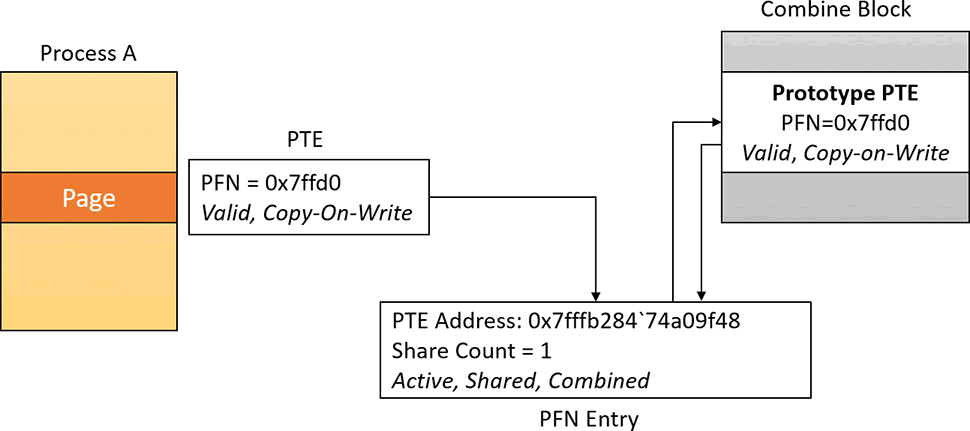 Combine Block
Process A
Prototype PTE
PFN=0x7ffd0
Valid, Copy-on-Write
PTE
PFN = 0x7ffd0
Valid, Copy-On-Write
Page
PTE Address: 0x7fffb284`74a09f48
Share Count = 1
Active, Shared, Combined
PFN Entry